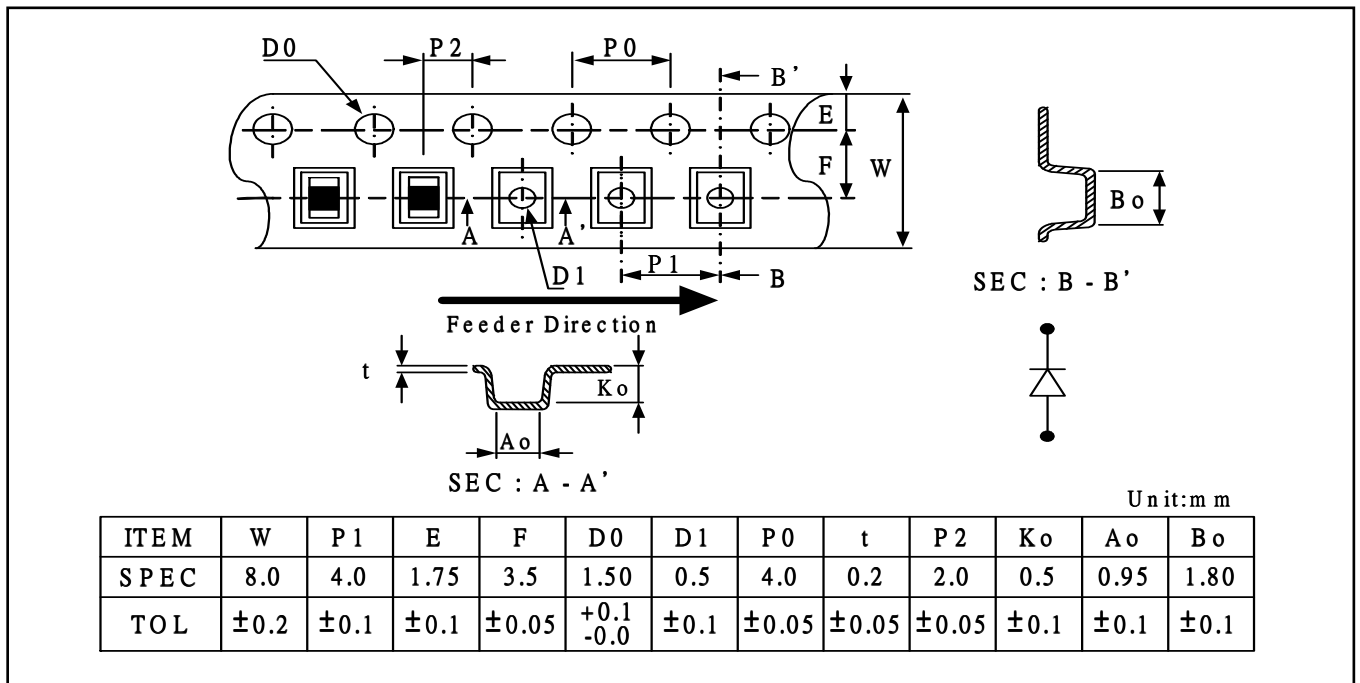 D0
P2
P0
B'
E
F
W
A
A'
D1
P1
B
Feeder Direction
Bo
SEC : B - B'
t
Ko
Ao
SEC : A - A'
Unit:mm
ITEM W P1 E F D0 D1 P0 t P2 Ko Ao Bo
SPEC 8.0 4.0 1.75 3.5 1.50 0.5 4.0 0.2 2.0 0.5 0.95 1.80
TOL ±0.2 ±0.1 ±0.1 ±0.05 +0.1 -0.0 ±0.1 ±0.05 ±0.05 ±0.05 ±0.1 ±0.1 ±0.1